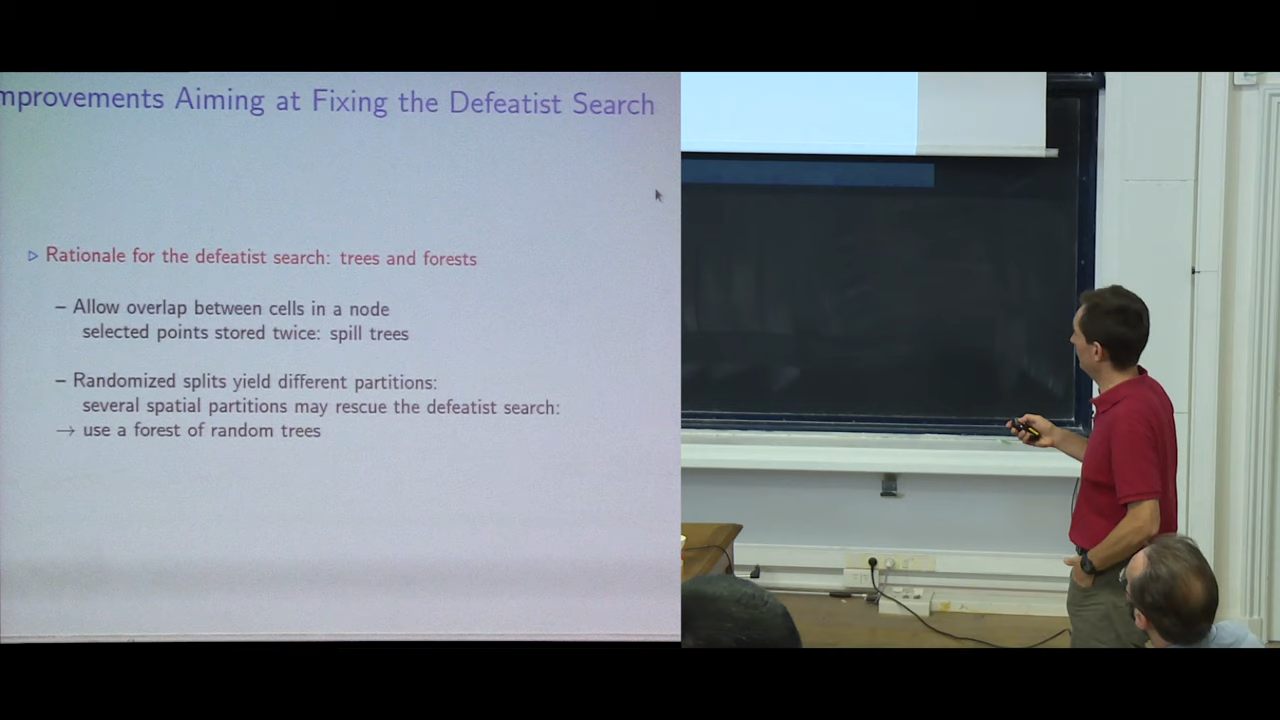 mprovements Aiming at Fixing the Defeatist Search
▷ Rationale for the defeatist search: trees and forests
– Allow overlap between cells in a node
selected points stored twice: spill trees
– Randomized splits yield different partitions:
several spatial partitions may rescue the defeatist search:
→ use a forest of random trees